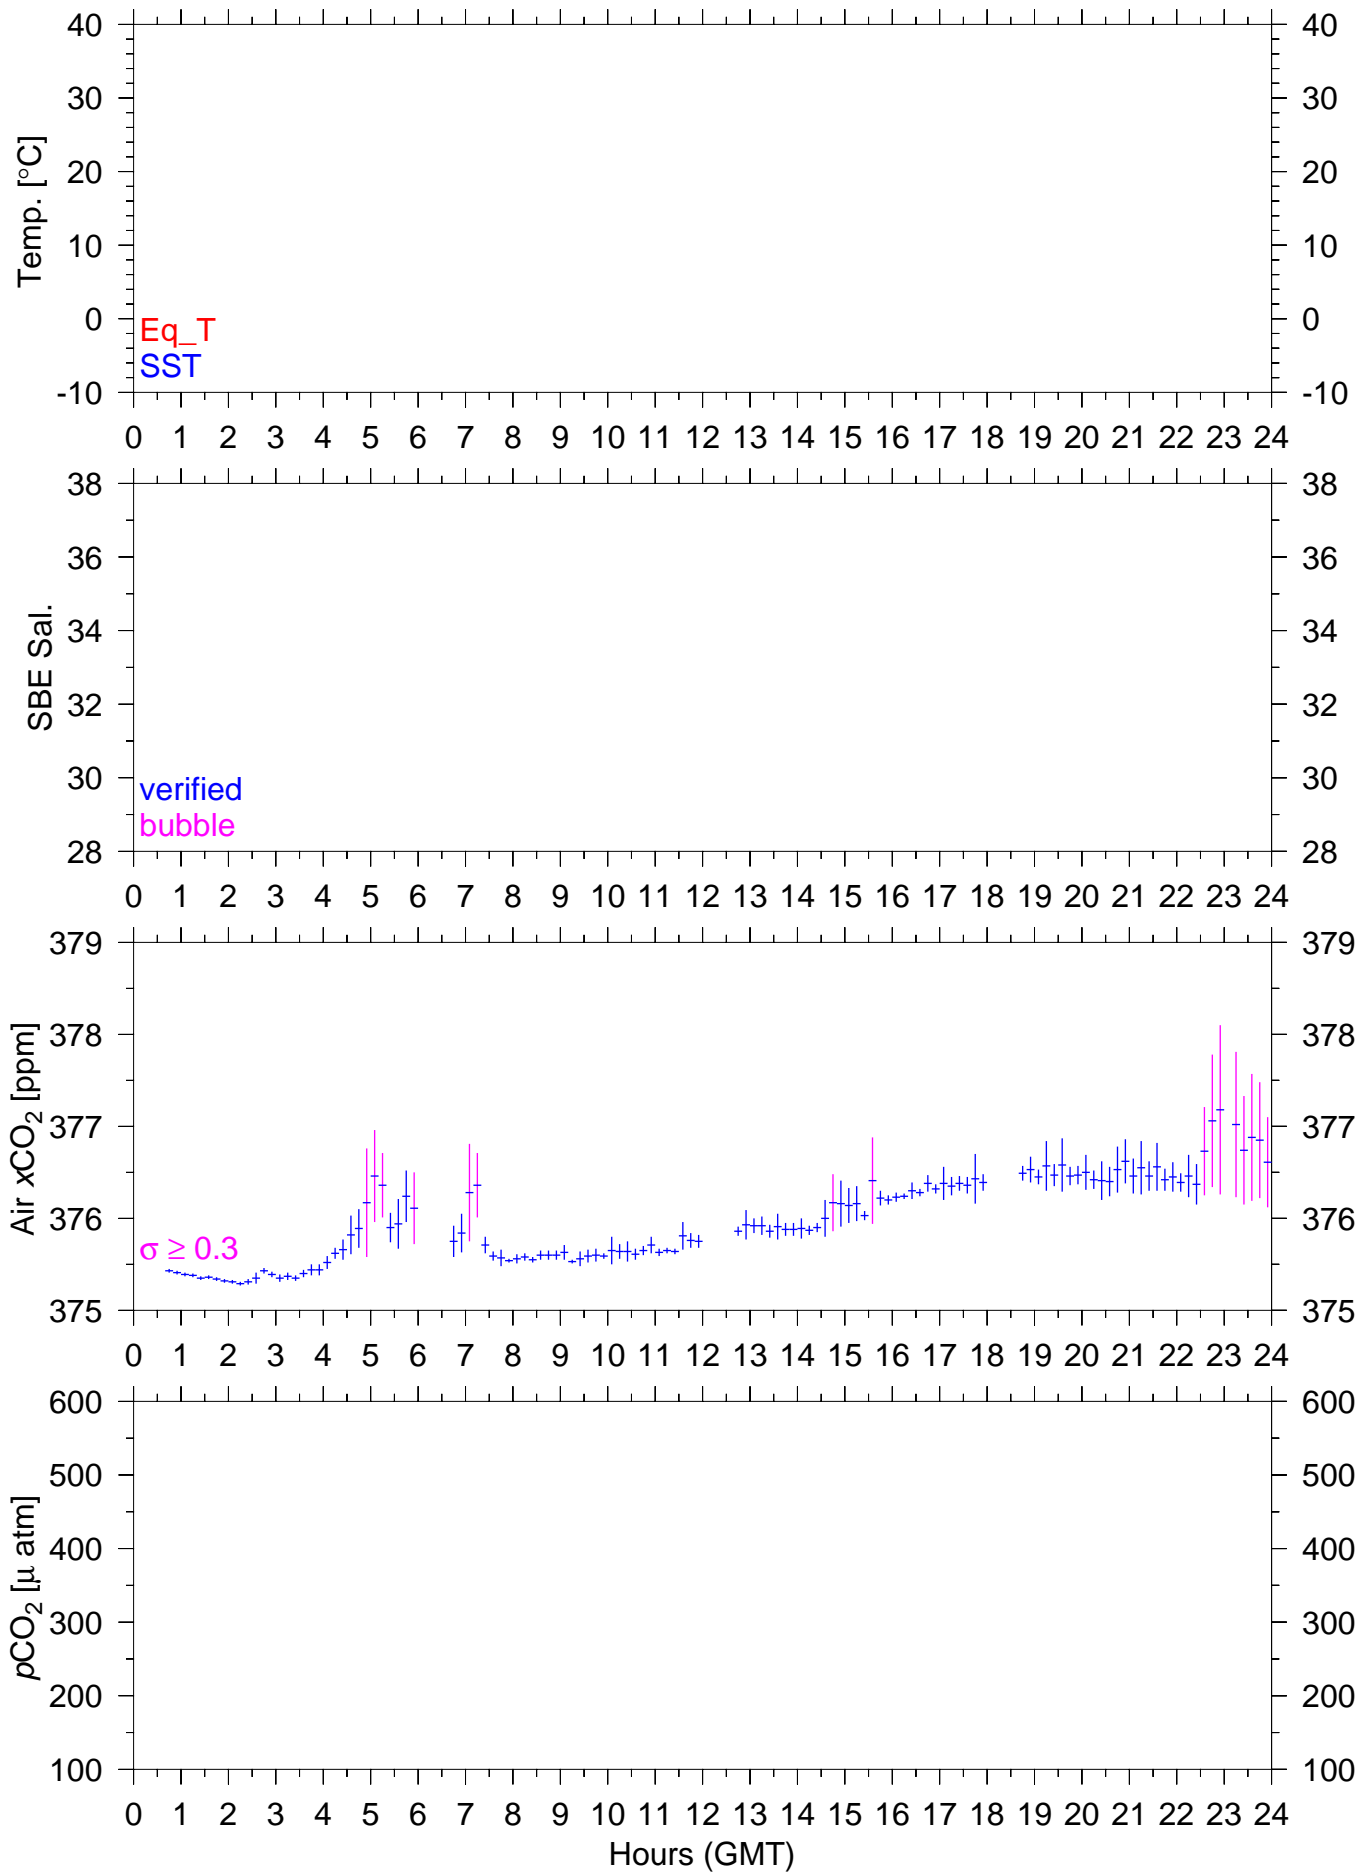 40 40
30 30
20 20
10 10
0 0
-10 -10
Temp. [°C]
Eq_T
SST
0 1 2 3 4 5 6 7 8 9 10 11 12 13 14 15 16 17 18 19 20 21 22 23 24
38 38
36 36
34 34
32 32
30 30
28 28
SBE Sal.
verified
bubble
0 1 2 3 4 5 6 7 8 9 10 11 12 13 14 15 16 17 18 19 20 21 22 23 24
379 379
378 378
377 377
376 376
375 375
Air xCO₂ [ppm]
σ ≥ 0.3
0 1 2 3 4 5 6 7 8 9 10 11 12 13 14 15 16 17 18 19 20 21 22 23 24
600 600
500 500
400 400
300 300
200 200
100 100
pCO₂ [μ atm]
0 1 2 3 4 5 6 7 8 9 10 11 12 13 14 15 16 17 18 19 20 21 22 23 24
Hours (GMT)